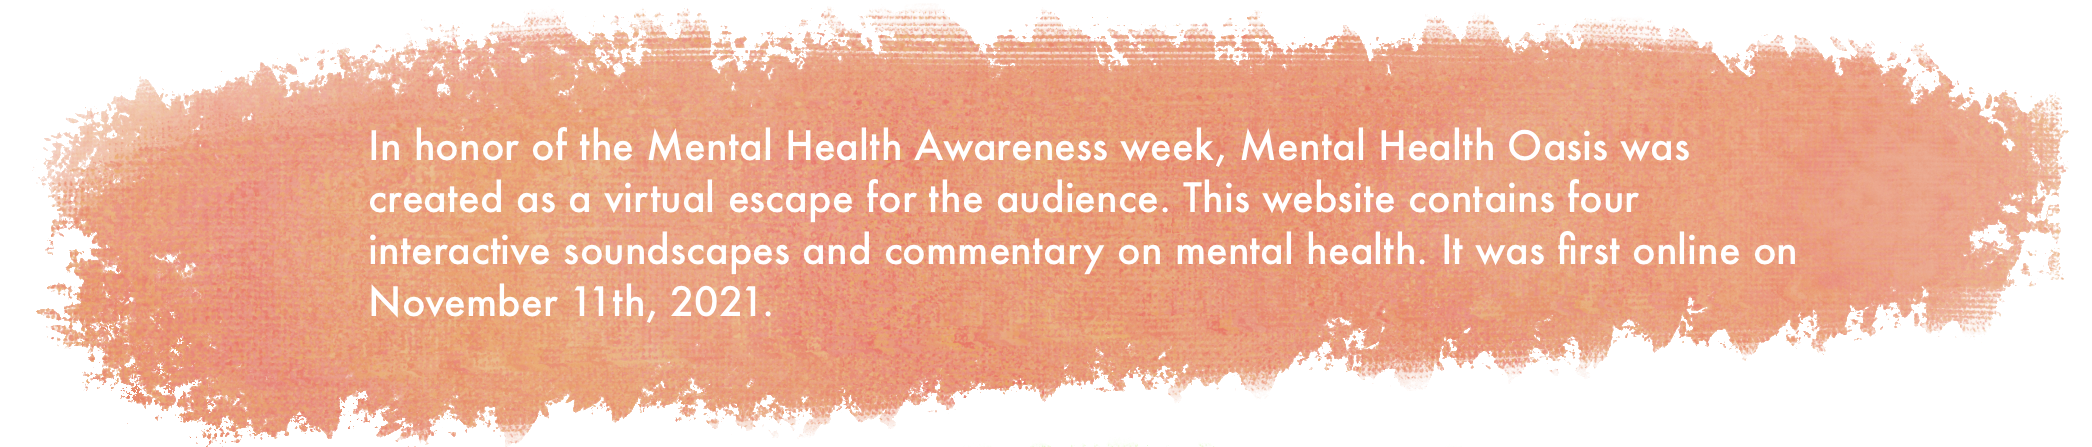 In honor of the Mental Health Awareness week, Mental Health Oasis was
created as a virtual escape for the audience. This website contains four
interactive soundscapes and commentary on mental health. It was first online on
November 11th, 2021.